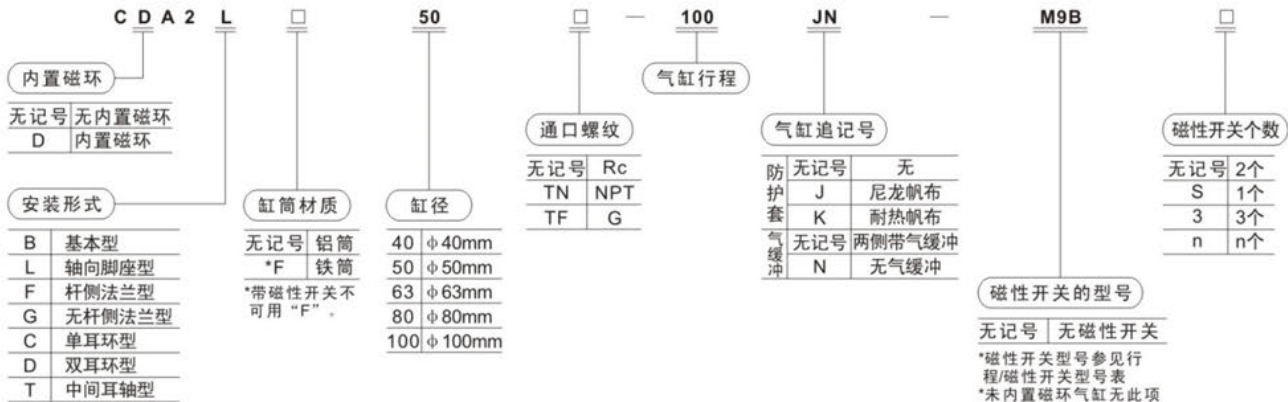 C D A 2 L □ 50 □ — 100 JN — M9B □
内置磁环
无记号 无内置磁环
D 内置磁环
安装形式
B 基本型
L 轴向脚座型
F 杆侧法兰型
G 无杆侧法兰型
C 单耳环型
D 双耳环型
T 中间耳轴型
缸筒材质
无记号 铝筒
*F 铁筒
*带磁性开关不
可用“F”。
缸径
40 φ40mm
50 φ50mm
63 φ63mm
80 φ80mm
100 φ100mm
通口螺纹
无记号 Rc
TN NPT
TF G
气缸行程
气缸追记号
防护套
无记号 无
J 尼龙帆布
K 耐热帆布
气缓冲
无记号 两侧带气缓冲
N 无气缓冲
磁性开关的型号
无记号 无磁性开关
*磁性开关型号参见行
程/磁性开关型号表
*未内置磁环气缸无此项
磁性开关个数
无记号 2个
S 1个
3 3个
n n个